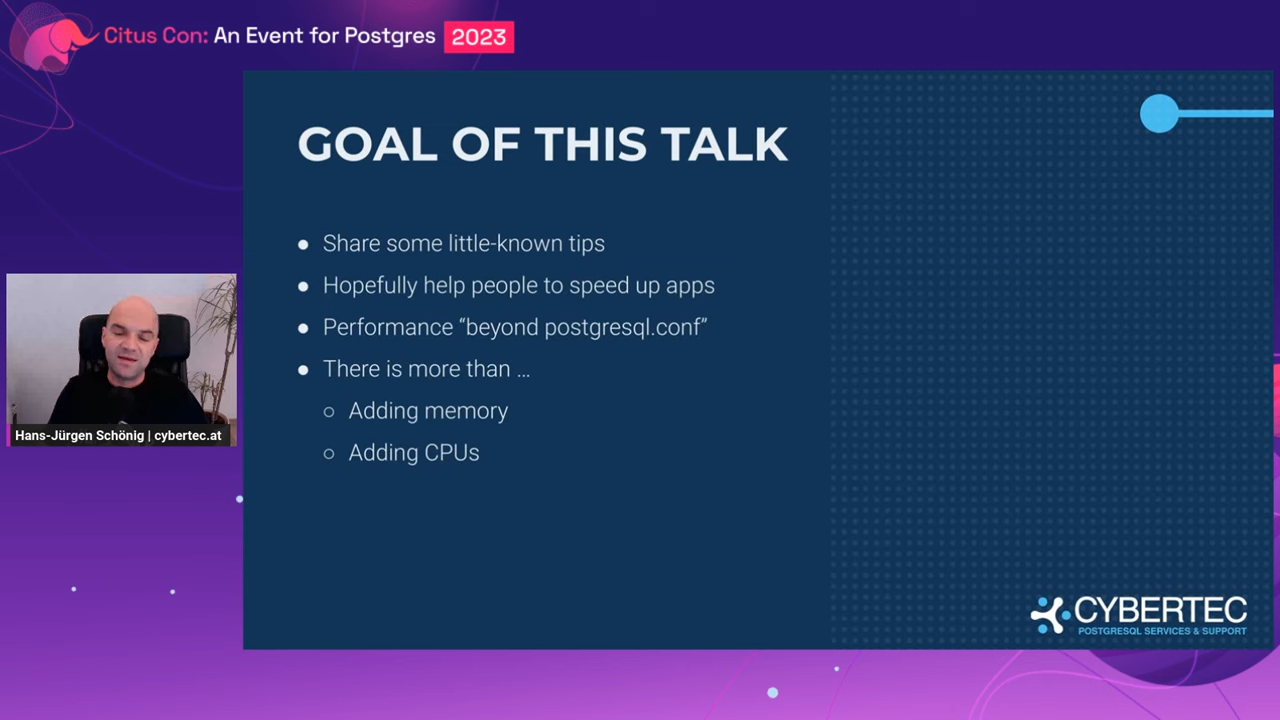 Citus Con: An Event for Postgres 2023
GOAL OF THIS TALK
● Share some little-known tips
● Hopefully help people to speed up apps
● Performance “beyond postgresql.conf”
● There is more than …
○ Adding memory
○ Adding CPUs
Hans-Jürgen Schönig | cybertec.at
CYBERTEC
POSTGRESQL SERVICES & SUPPORT